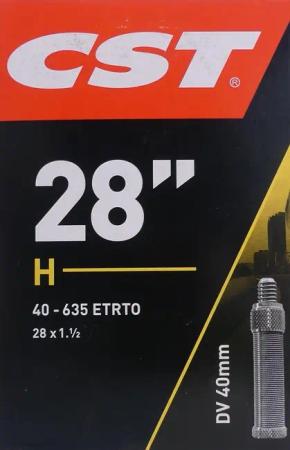 CST®
28”
H
40 - 635 ETRTO
28 x 1.½
DV 40mm